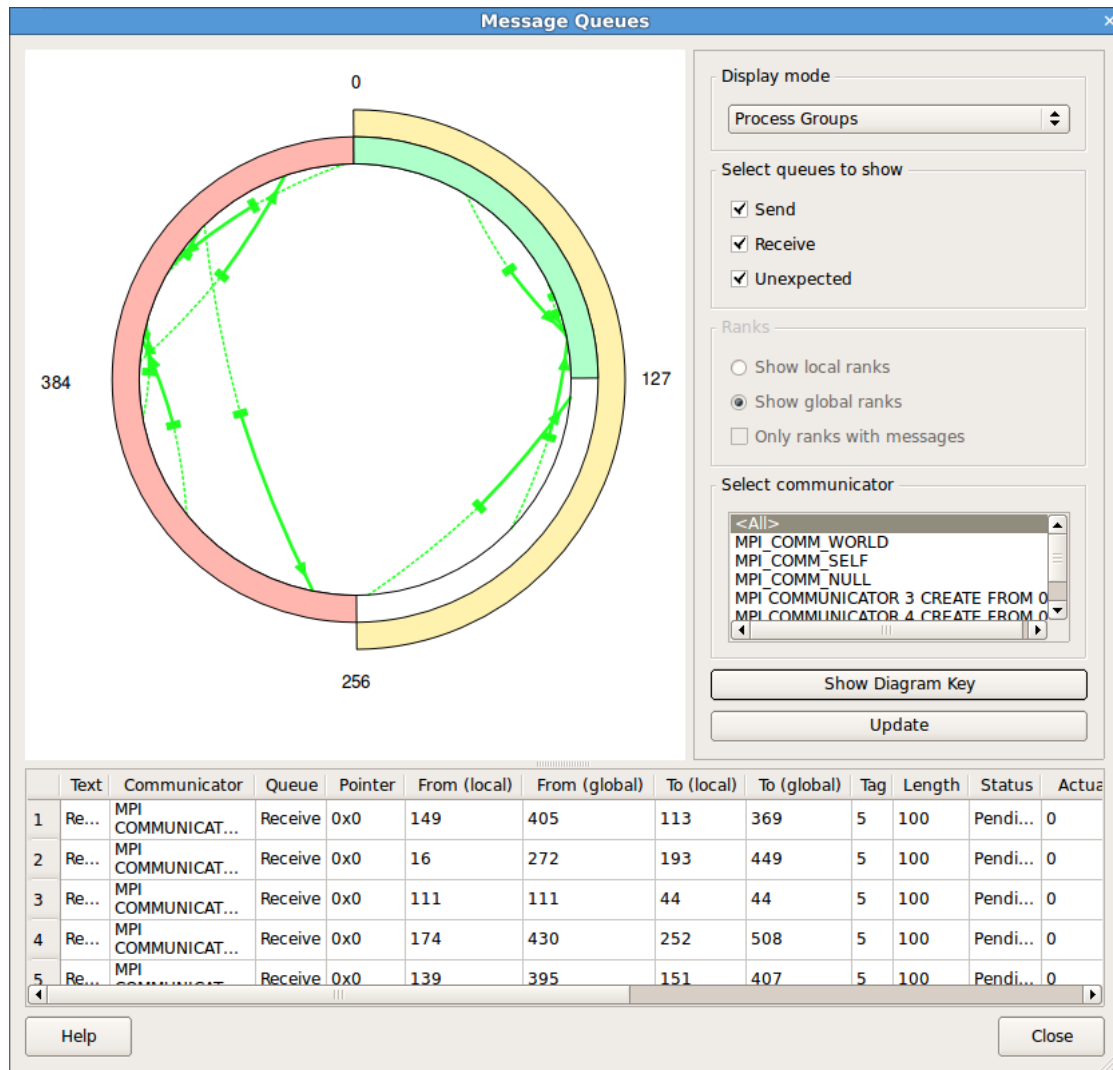 Message Queues
0
127
256
384
Display mode
Process Groups
Select queues to show
Send
Receive
Unexpected
Ranks
Show local ranks
Show global ranks
Only ranks with messages
Select communicator
<All>
MPI_COMM_WORLD
MPI_COMM_SELF
MPI_COMM_NULL
MPI COMMUNICATOR 3 CREATE FROM 0
MPI COMMUNICATOR 4 CREATE FROM 0
Show Diagram Key
Update
Text Communicator Queue Pointer From (local) From (global) To (local) To (global) Tag Length Status Actua
1 Re... MPI COMMUNICAT... Receive 0x0 149 405 113 369 5 100 Pendi... 0
2 Re... MPI COMMUNICAT... Receive 0x0 16 272 193 449 5 100 Pendi... 0
3 Re... MPI COMMUNICAT... Receive 0x0 111 111 44 44 5 100 Pendi... 0
4 Re... MPI COMMUNICAT... Receive 0x0 174 430 252 508 5 100 Pendi... 0
5 Re... MPI COMMUNICAT... Receive 0x0 139 395 151 407 5 100 Pendi... 0
Help
Close